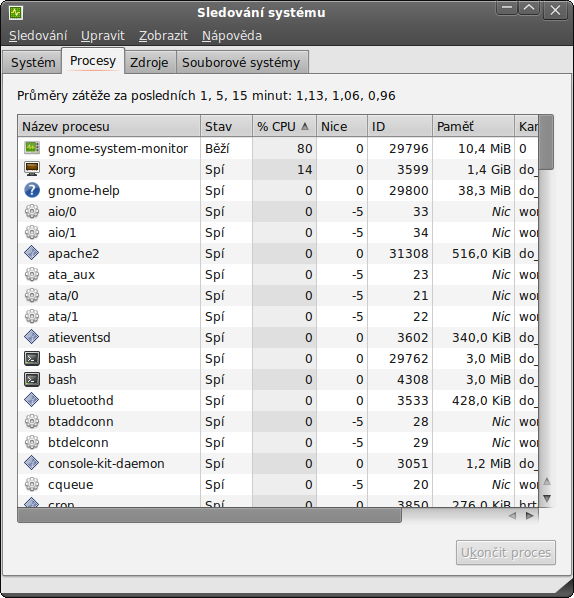 Sledování systému
Sledování Upravit Zobrazit Nápověda
Systém Procesy Zdroje Souborové systémy
Průměry zátěže za posledních 1, 5, 15 minut: 1,13, 1,06, 0,96
Název procesu Stav % CPU Nice ID Paměť Kan
gnome-system-monitor Běží 80 0 29796 10,4 MiB 0
Xorg Spí 14 0 3599 1,4 GiB do_
gnome-help Spí 0 0 29800 38,3 MiB do_
aio/0 Spí 0 -5 33 Nic wor
aio/1 Spí 0 -5 34 Nic wor
apache2 Spí 0 0 31308 516,0 KiB do_
ata_aux Spí 0 -5 23 Nic wor
ata/0 Spí 0 -5 21 Nic wor
ata/1 Spí 0 -5 22 Nic wor
atieventsd Spí 0 0 3602 340,0 KiB do_
bash Spí 0 0 29762 3,0 MiB do_
bash Spí 0 0 4308 3,0 MiB do_
bluetoothd Spí 0 0 3533 428,0 KiB do_
btaddconn Spí 0 -5 28 Nic wor
btdelconn Spí 0 -5 29 Nic wor
console-kit-daemon Spí 0 0 3051 1,2 MiB do_
cqueue Spí 0 -5 20 Nic wor
cron Spí 0 0 3850 276,0 KiB hrt
Ukončit proces